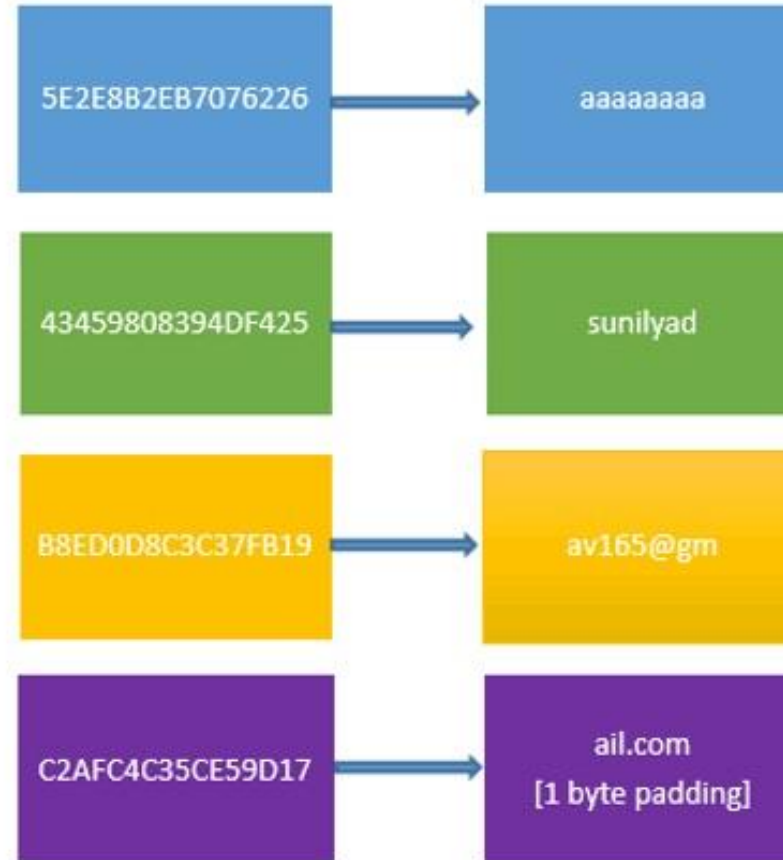 5E2E8B2EB7076226
aaaaaaaa
43459808394DF425
sunilyad
B8ED0D8C3C37FB19
av165@gm
C2AFC4C35CE59D17
ail.com
[1 byte padding]